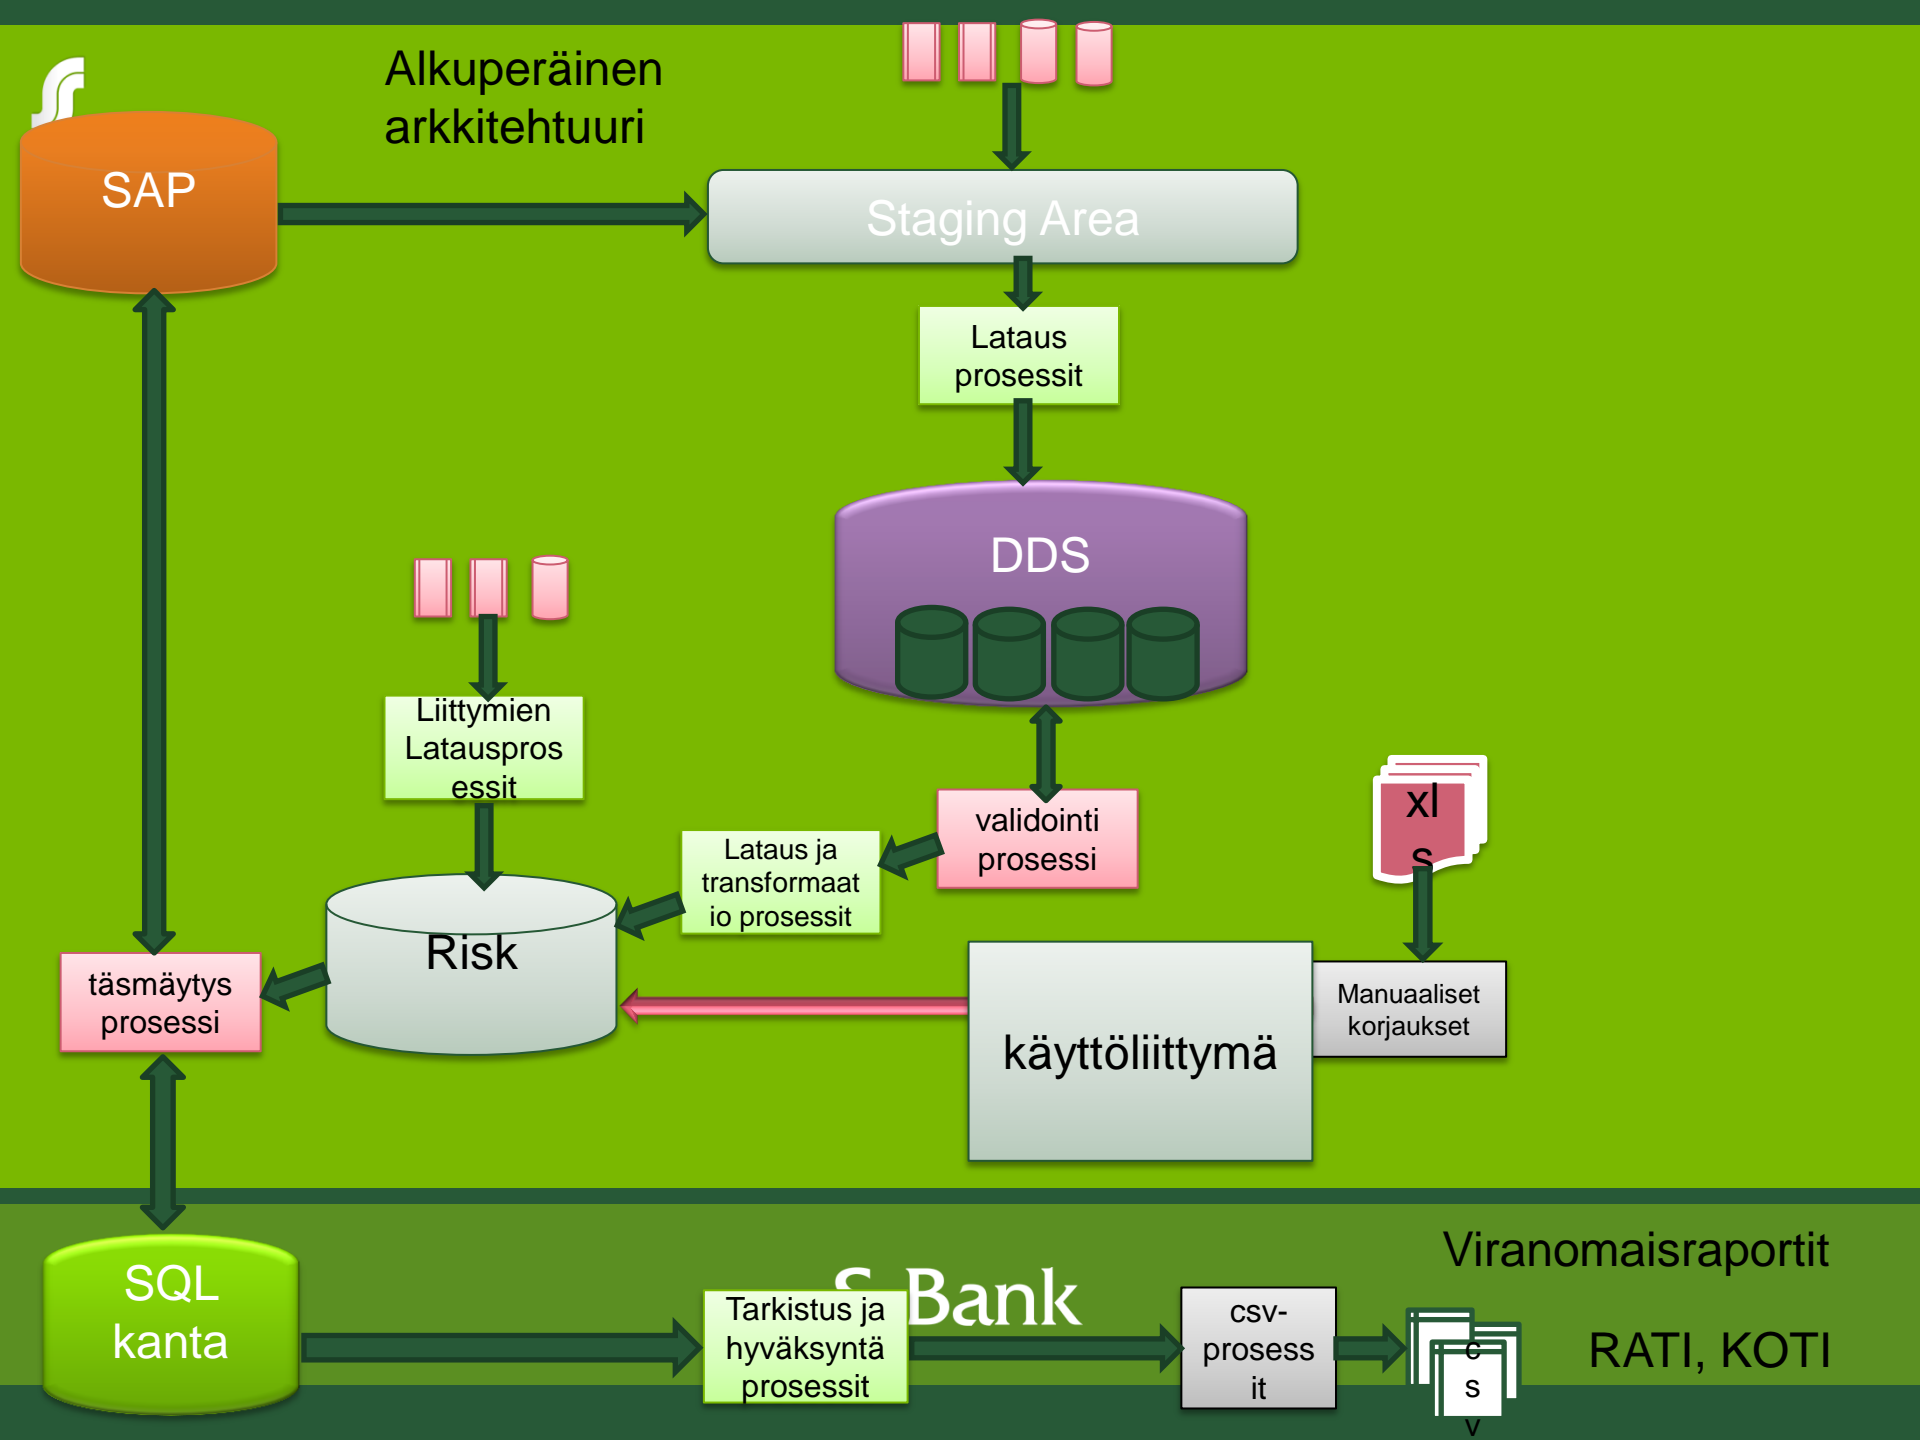 Alkuperäinen
arkkitehtuuri
SAP
Staging Area
Lataus
prosessit
DDS
Liittymien
Latauspros
essit
validointi
prosessi
xl
s
Lataus ja
transformaat
io prosessit
Risk
täsmäytys
prosessi
käyttöliittymä
Manuaaliset
korjaukset
Viranomaisraportit
SQL
kanta
S-Bank
Tarkistus ja
hyväksyntä
prosessit
csv-
prosess
it
c
s
v
RATI, KOTI